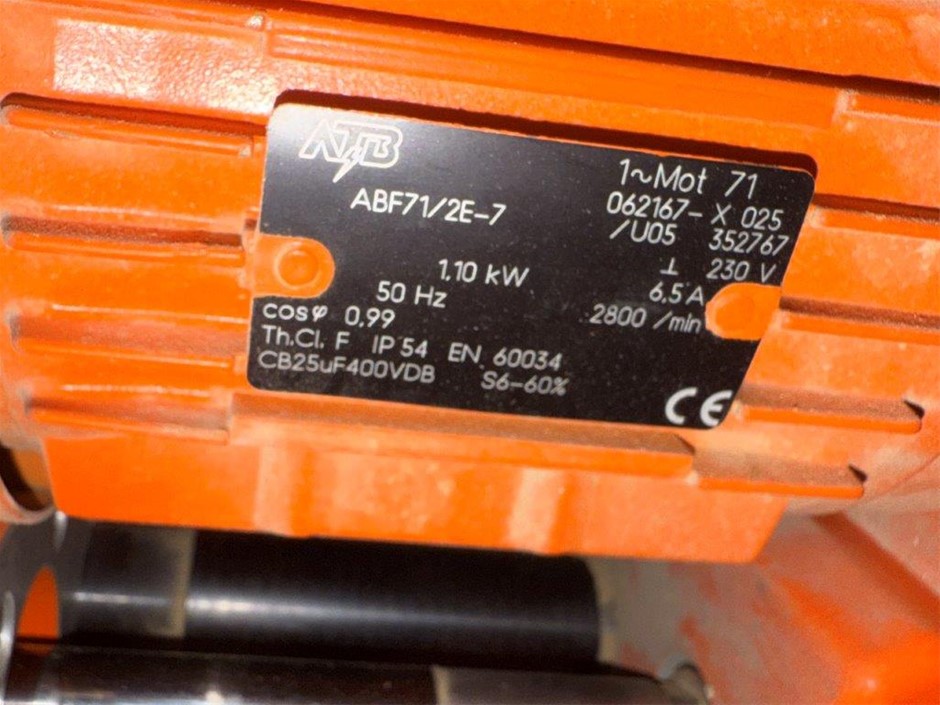 ATB
1~Mot 71
ABF71/2E-7
062167- X 025
/U05 352767
⊥ 230 V
1,10 kW
6.5 A
50 Hz
2800 /min
cosφ 0.99
Th.Cl. F IP 54 EN 60034
CB25uF400VDB S6-60%
CE